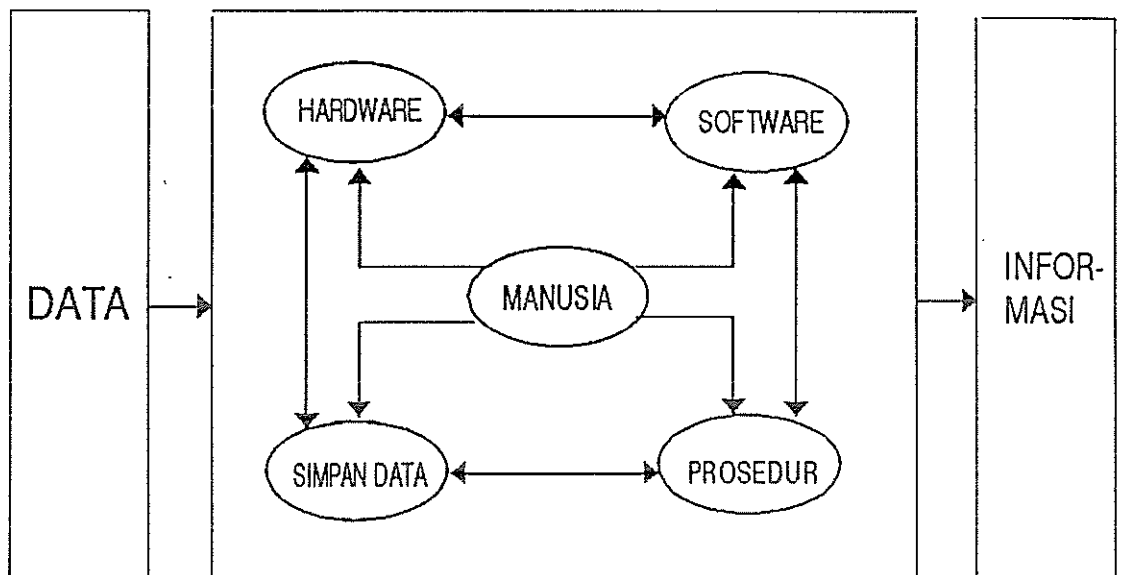 DATA
HARDWARE
SOFTWARE
MANUSIA
SIMPAN DATA
PROSEDUR
INFOR-
MASI